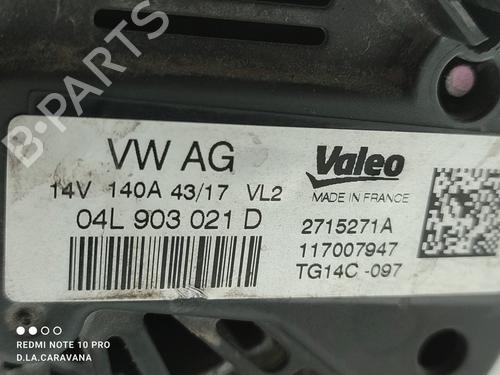 B-PARTS
VW AG
14V 140A 43/17 VL2
04L 903 021 D
Valeo
MADE IN FRANCE
2715271A
117007947
TG14C -097
REDMI NOTE 10 PRO
D.LA.CARAVANA